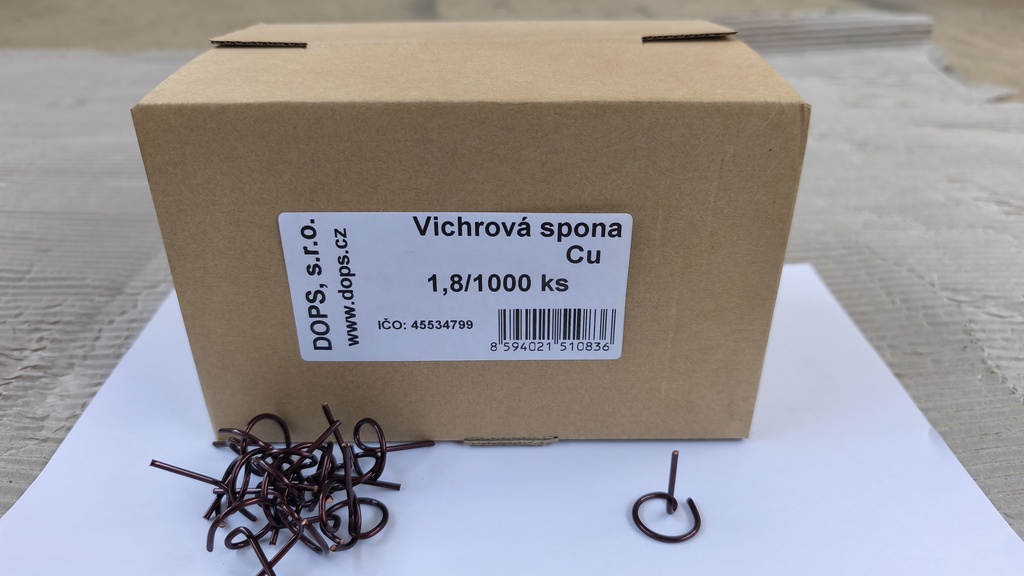 DOPS, s.r.o.
www.dops.cz
Vichrová spona
Cu
1,8/1000 ks
IČO: 45534799
8 594021 510836